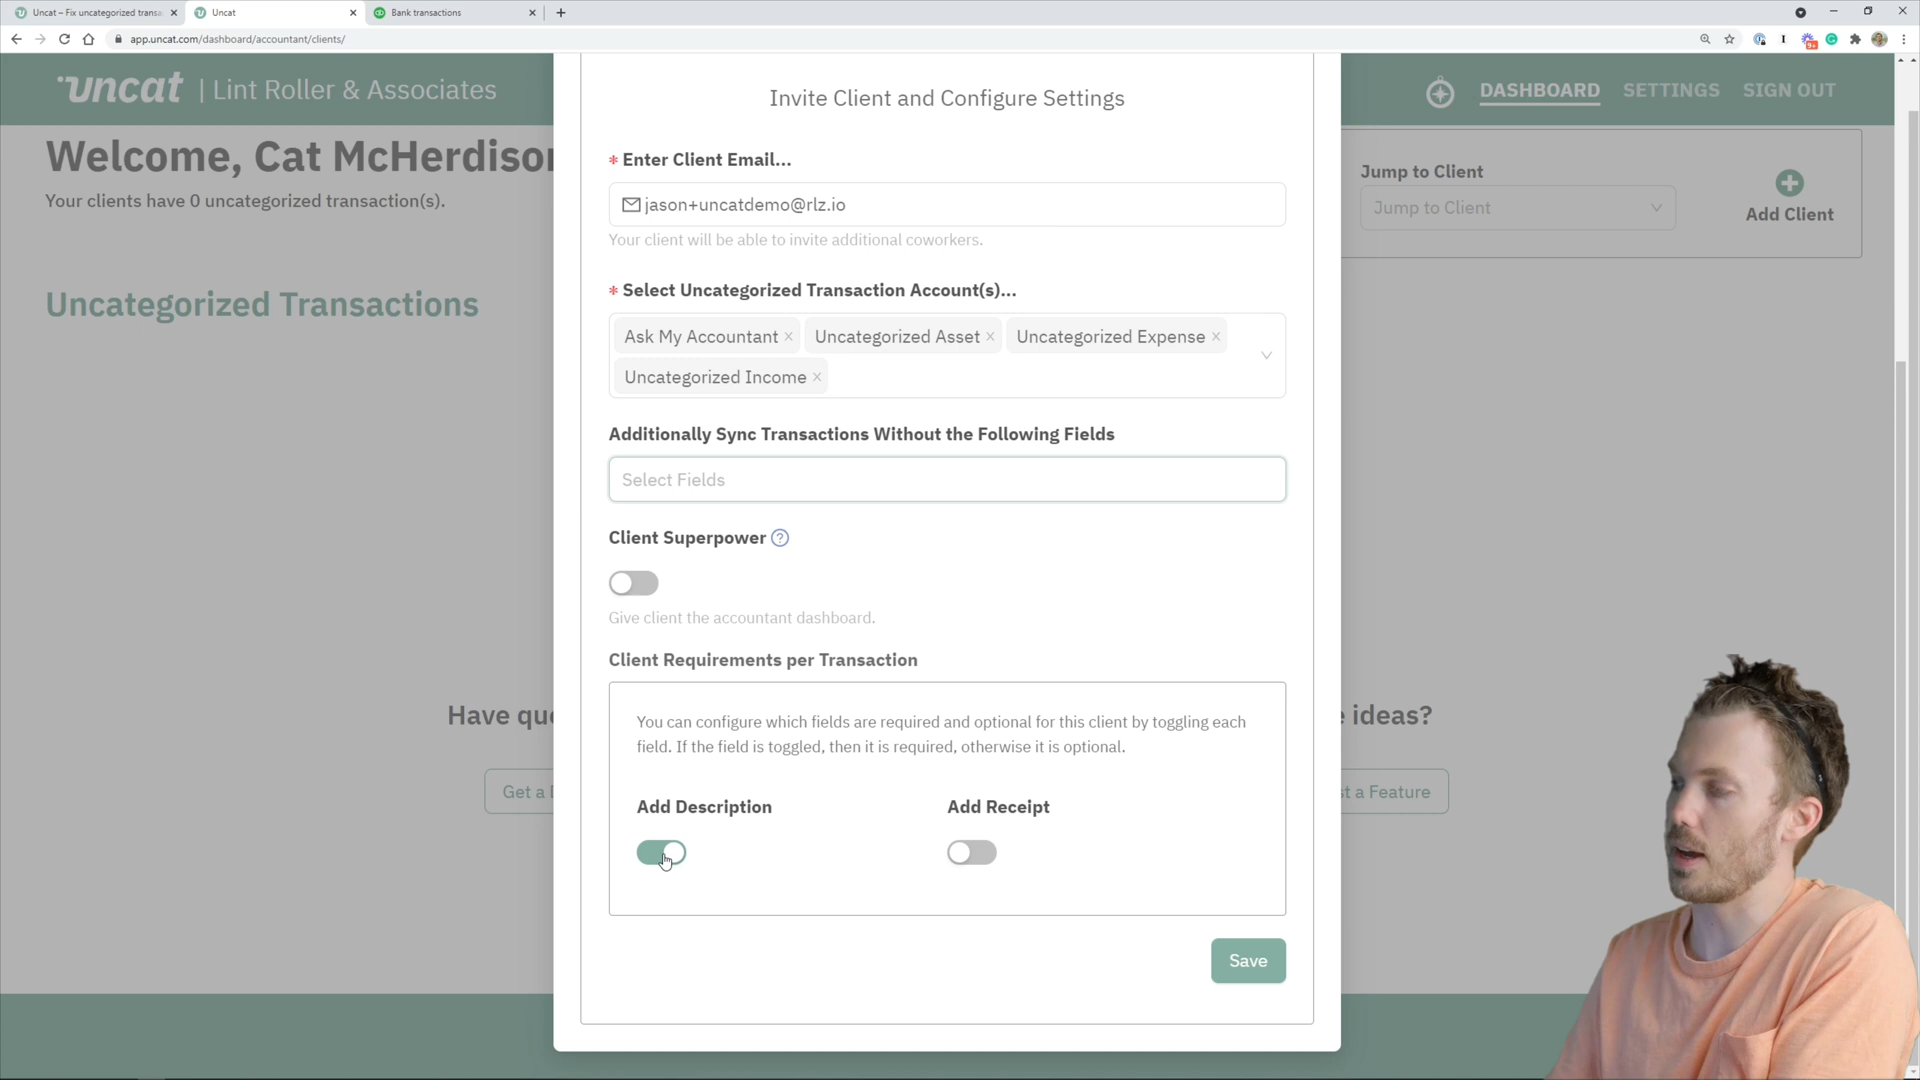 Uncat – Fix uncategorized transa
Uncat
Bank transactions
app.uncat.com/dashboard/accountant/clients/
9+
uncat | Lint Roller & Associates
DASHBOARD
SETTINGS
SIGN OUT
Welcome, Cat McHerdison
Your clients have 0 uncategorized transaction(s).
Jump to Client
Jump to Client
Add Client
Uncategorized Transactions
Invite Client and Configure Settings
* Enter Client Email...
jason+uncatdemo@rlz.io
Your client will be able to invite additional coworkers.
* Select Uncategorized Transaction Account(s)...
Ask My Accountant × Uncategorized Asset × Uncategorized Expense ×
Uncategorized Income ×
Additionally Sync Transactions Without the Following Fields
Select Fields
Client Superpower ?
Give client the accountant dashboard.
Client Requirements per Transaction
You can configure which fields are required and optional for this client by toggling each
field. If the field is toggled, then it is required, otherwise it is optional.
Add Description
Add Receipt
Save
Have que
ideas?
Get a
st a Feature